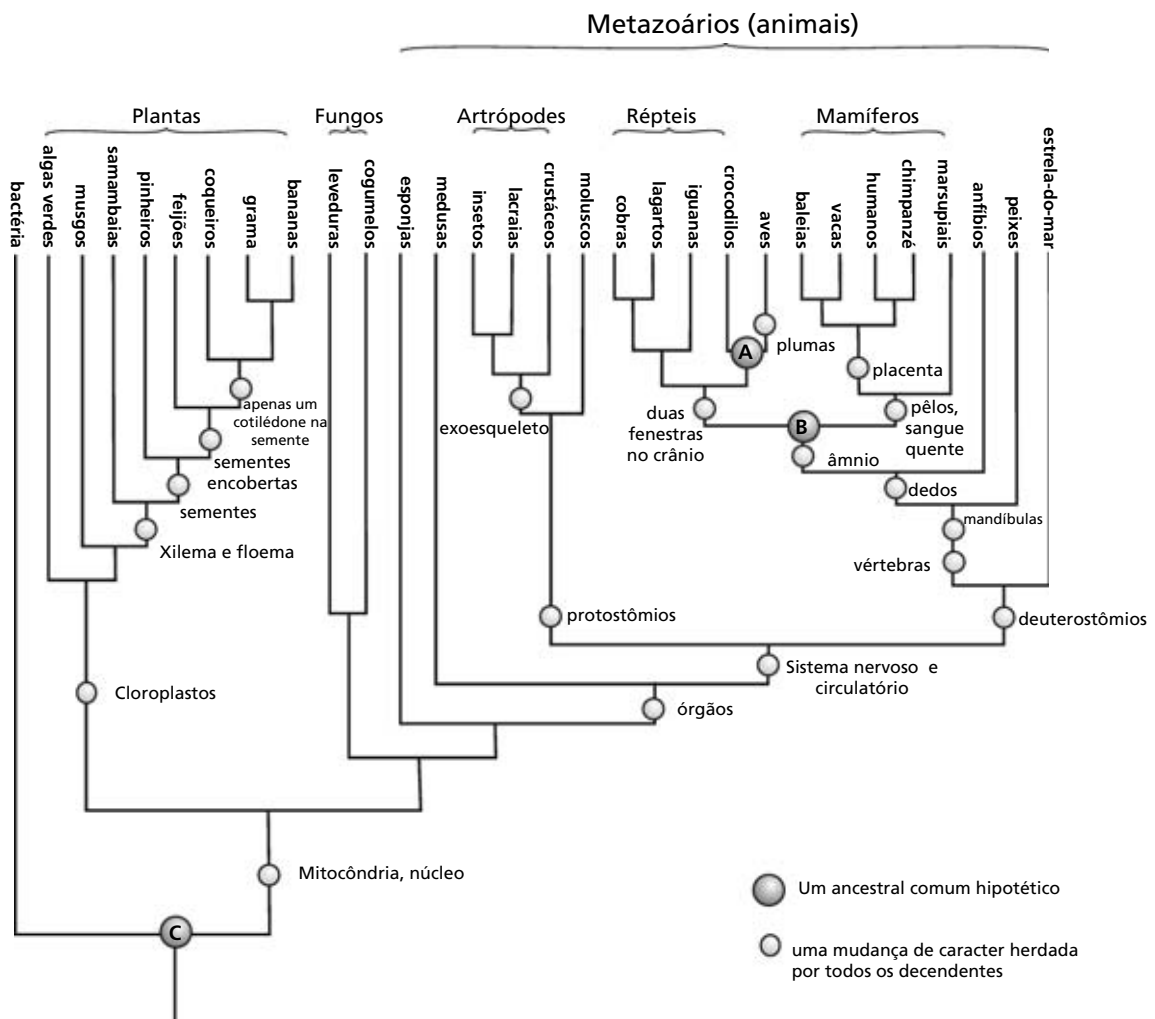 Metazoários (animais)
Plantas
Fungos
Artrópodes
Répteis
Mamíferos
bactéria
algas verdes
musgos
samambaias
pinheiros
feijões
coqueiros
grama
bananas
leveduras
cogumelos
esponjas
medusas
insetos
lacraias
crustáceos
moluscos
cobras
lagartos
iguanas
crocodilos
aves
baleias
vacas
humanos
chimpanzé
marsupiais
anfíbios
peixes
estrela-do-mar
A
plumas
placenta
apenas um
cotilédone na
semente
exoesqueleto
duas
fenestras
no crânio
B
pêlos,
sangue
quente
sementes
encobertas
âmnio
dedos
sementes
mandíbulas
Xilema e floema
vértebras
protostômios
deuterostômios
Sistema nervoso e
circulatório
Cloroplastos
órgãos
Mitocôndria, núcleo
Um ancestral comum hipotético
C
uma mudança de caracter herdada
por todos os decendentes